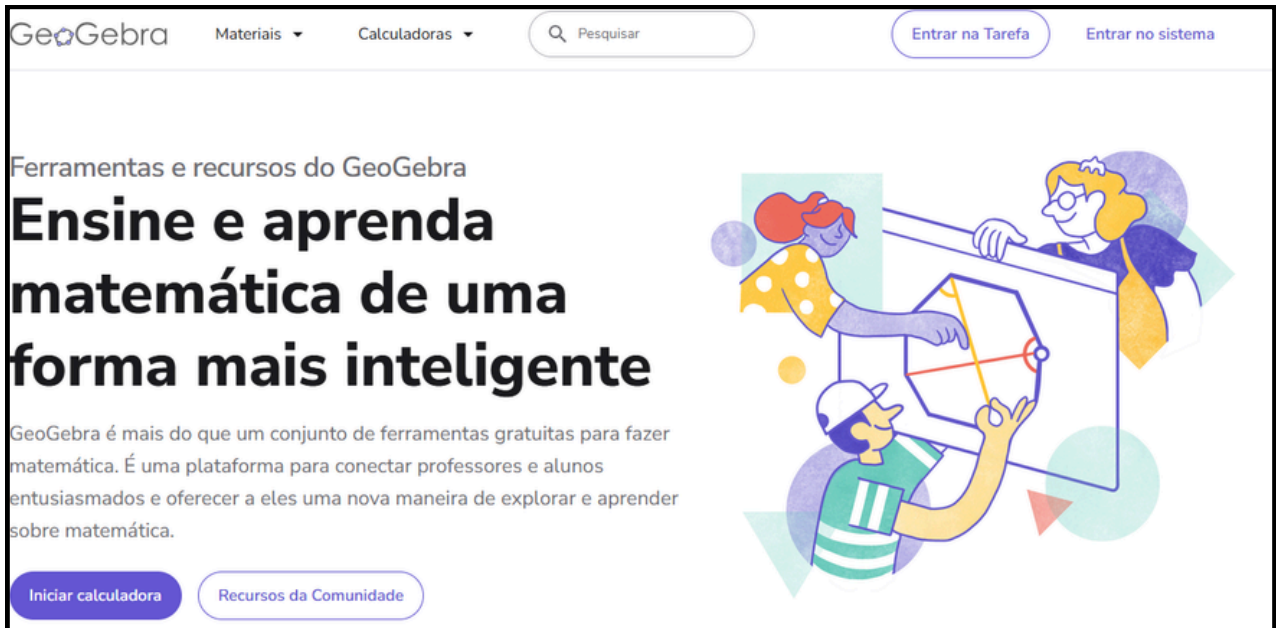 GeoGebra Materiais Calculadoras Pesquisar Entrar na Tarefa Entrar no sistema
Ferramentas e recursos do GeoGebra
Ensine e aprenda
matemática de uma
forma mais inteligente
GeoGebra é mais do que um conjunto de ferramentas gratuitas para fazer
matemática. É uma plataforma para conectar professores e alunos
entusiasmados e oferecer a eles uma nova maneira de explorar e aprender
sobre matemática.
Iniciar calculadora Recursos da Comunidade